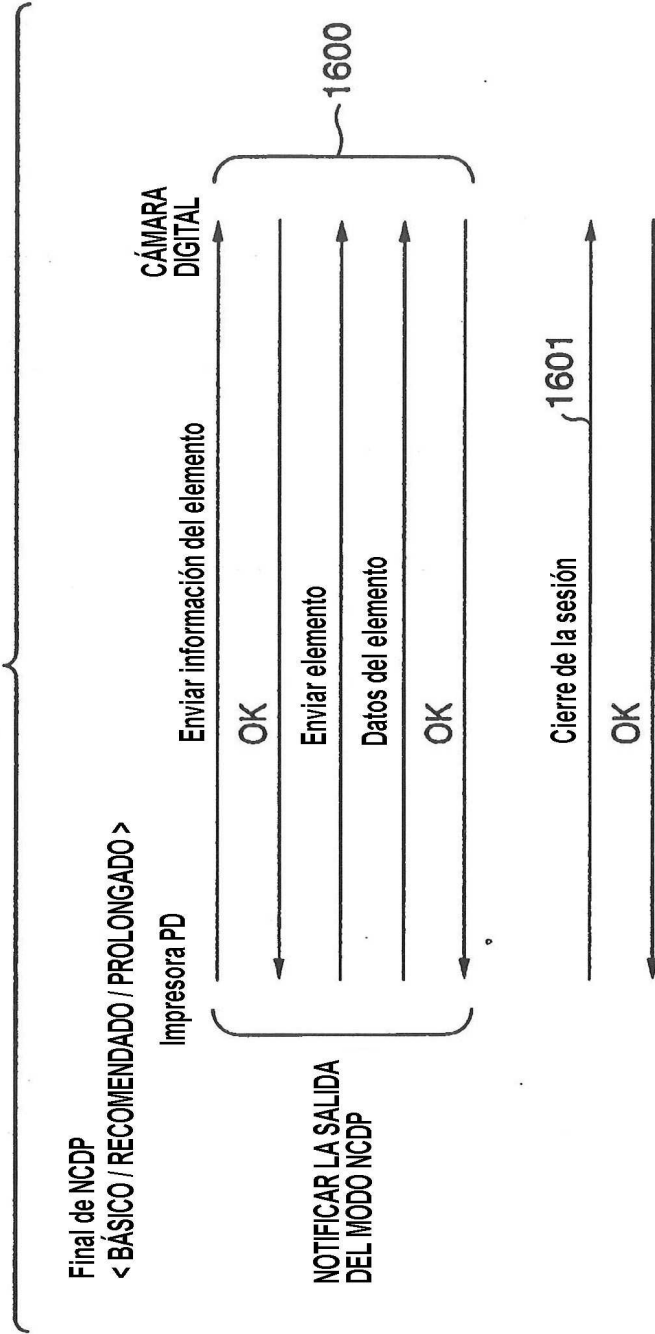 Final de NCDP
< BÁSICO / RECOMENDADO / PROLONGADO >
Impresora PD
CÁMARA
DIGITAL
NOTIFICAR LA SALIDA
DEL MODO NCDP
Enviar información del elemento
OK
Enviar elemento
Datos del elemento
OK
1600
Cierre de la sesión
1601
OK